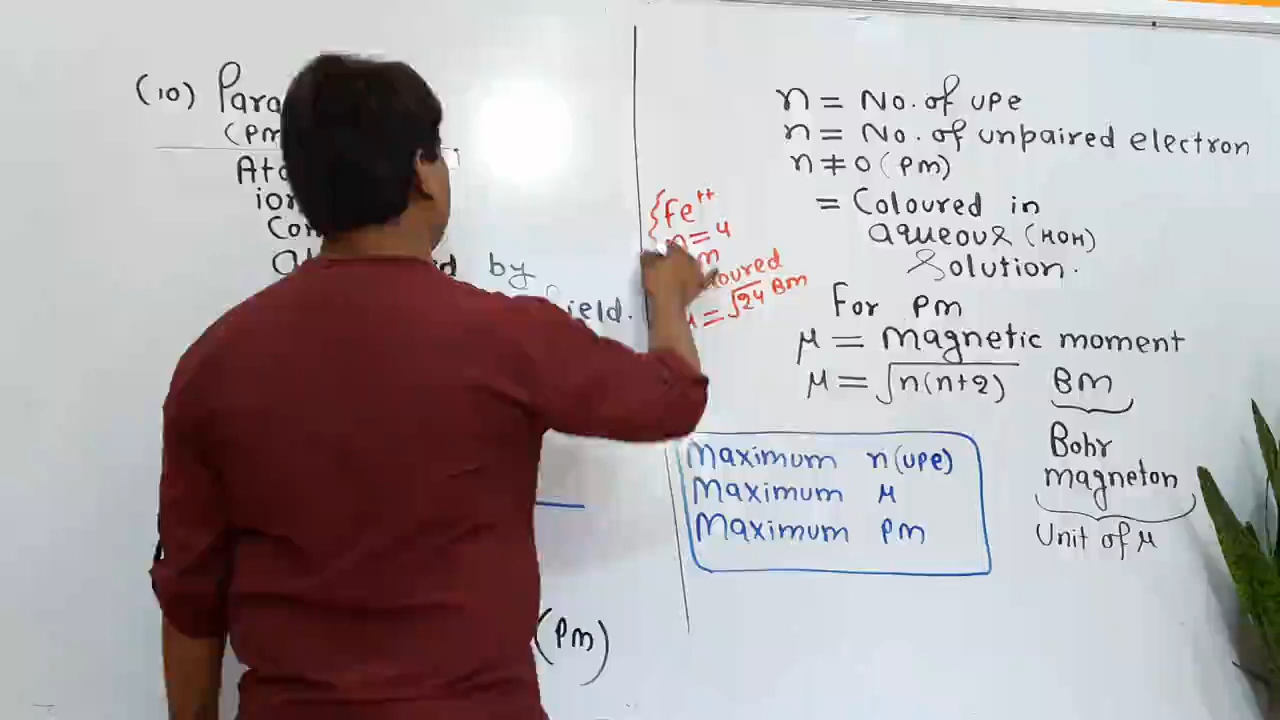 (10) Para
(PM
Ato
ion
Con
by
field.
(Pm)
{Fe++
n=4
m
oured
= √24 BM
n = No. of upe
n = No. of unpaired electron
n ≠ 0 (pm)
= Coloured in
aqueous (HOH)
Solution.
For pm
μ = magnetic moment
μ = √n(n+2) BM
Bohr
magneton
Unit of μ
Maximum n(upe)
Maximum μ
Maximum pm